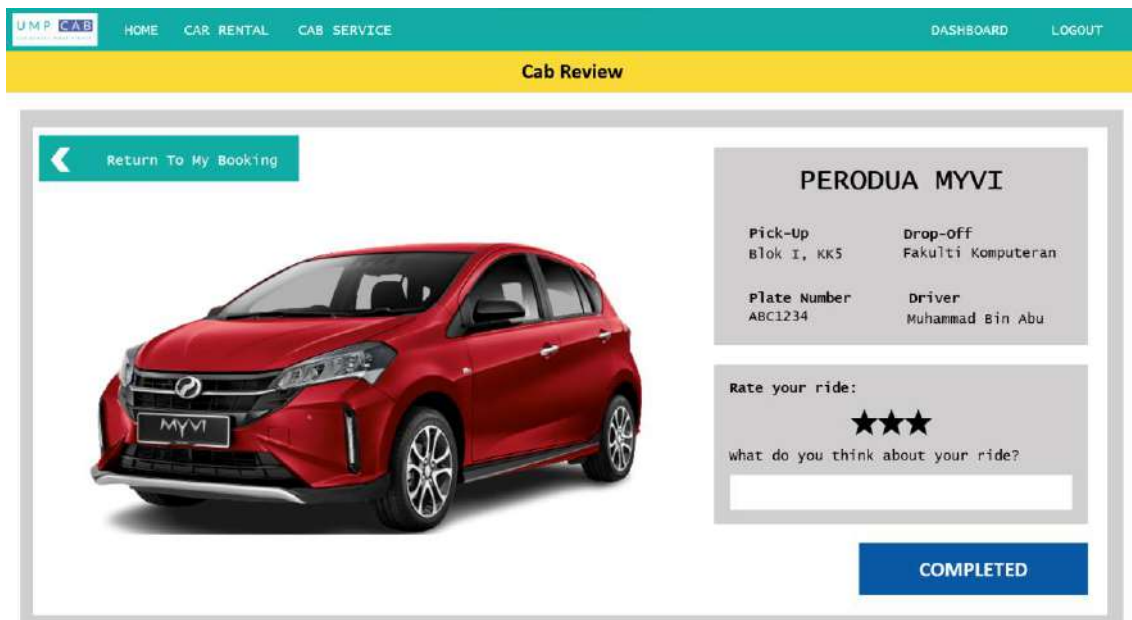 UMP CAB
HOME CAR RENTAL CAB SERVICE DASHBOARD LOGOUT
Cab Review
Return To My Booking
PERODUA MYVI
Pick-Up Drop-Off
Blok I, KK5 Fakulti Komputeran
Plate Number Driver
ABC1234 Muhammad Bin Abu
Rate your ride:
What do you think about your ride?
COMPLETED
MYVI